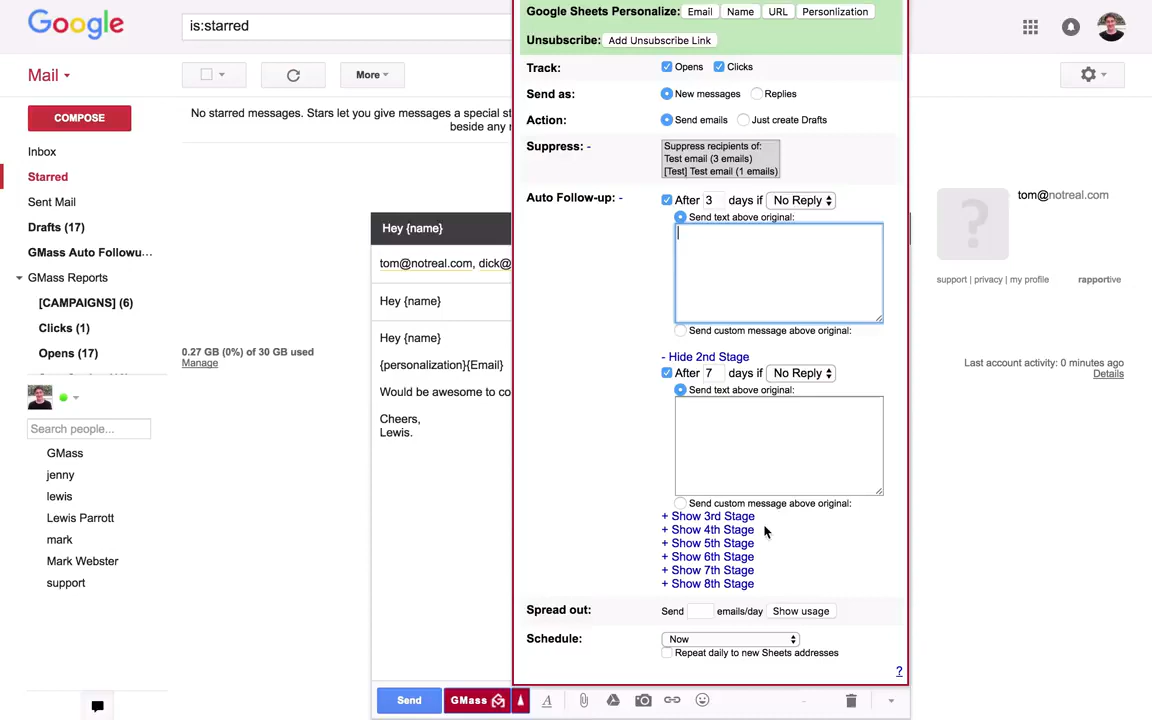 Google
is:starred
Mail
More
COMPOSE
No starred messages. Stars let you give messages a special st
beside any
Inbox
Starred
Sent Mail
Drafts (17)
GMass Auto Followu…
GMass Reports
[CAMPAIGNS] (6)
Clicks (1)
Opens (17)
0.27 GB (0%) of 30 GB used
Manage
Search people...
GMass
jenny
lewis
Lewis Parrott
mark
Mark Webster
support
Hey {name}
tom@notreal.com, dick@
Hey {name}
Hey {name}
{personalization}{Email}
Would be awesome to co
Cheers,
Lewis.
Google Sheets Personalize: Email Name URL Personlization
Unsubscribe: Add Unsubscribe Link
Track: Opens Clicks
Send as: New messages Replies
Action: Send emails Just create Drafts
Suppress: -
Suppress recipients of:
Test email (3 emails)
[Test] Test email (1 emails)
Auto Follow-up: - After 3 days if No Reply
Send text above original:
Send custom message above original:
- Hide 2nd Stage
After 7 days if No Reply
Send text above original:
Send custom message above original:
+ Show 3rd Stage
+ Show 4th Stage
+ Show 5th Stage
+ Show 6th Stage
+ Show 7th Stage
+ Show 8th Stage
Spread out: Send emails/day Show usage
Schedule: Now
Repeat daily to new Sheets addresses
?
Send GMass
tom@notreal.com
?
support | privacy | my profile rapportive
Last account activity: 0 minutes ago
Details